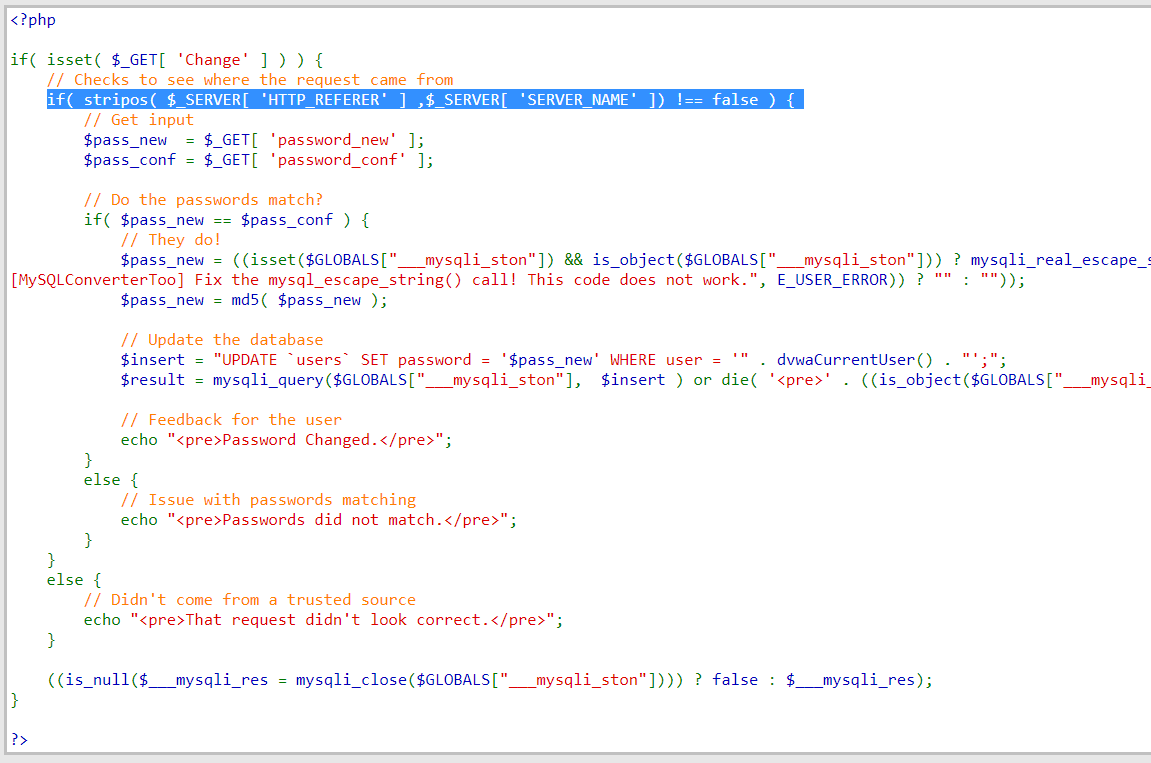 <?php
if( isset( $_GET[ 'Change' ] ) ) {
    // Checks to see where the request came from
    if( stripos( $_SERVER[ 'HTTP_REFERER' ] ,$_SERVER[ 'SERVER_NAME' ]) !== false ) {
        // Get input
        $pass_new  = $_GET[ 'password_new' ];
        $pass_conf = $_GET[ 'password_conf' ];
        // Do the passwords match?
        if( $pass_new == $pass_conf ) {
            // They do!
            $pass_new = ((isset($GLOBALS["___mysqli_ston"]) && is_object($GLOBALS["___mysqli_ston"])) ? mysqli_real_escape_s
[MySQLConverterToo] Fix the mysql_escape_string() call! This code does not work.", E_USER_ERROR)) ? "" : ""));
            $pass_new = md5( $pass_new );
            // Update the database
            $insert = "UPDATE `users` SET password = '$pass_new' WHERE user = '" . dvwaCurrentUser() . "';";
            $result = mysqli_query($GLOBALS["___mysqli_ston"],  $insert ) or die( '<pre>' . ((is_object($GLOBALS["___mysqli_
            // Feedback for the user
            echo "<pre>Password Changed.</pre>";
        }
        else {
            // Issue with passwords matching
            echo "<pre>Passwords did not match.</pre>";
        }
    }
    else {
        // Didn't come from a trusted source
        echo "<pre>That request didn't look correct.</pre>";
    }
    ((is_null($___mysqli_res = mysqli_close($GLOBALS["___mysqli_ston"]))) ? false : $___mysqli_res);
}
?>